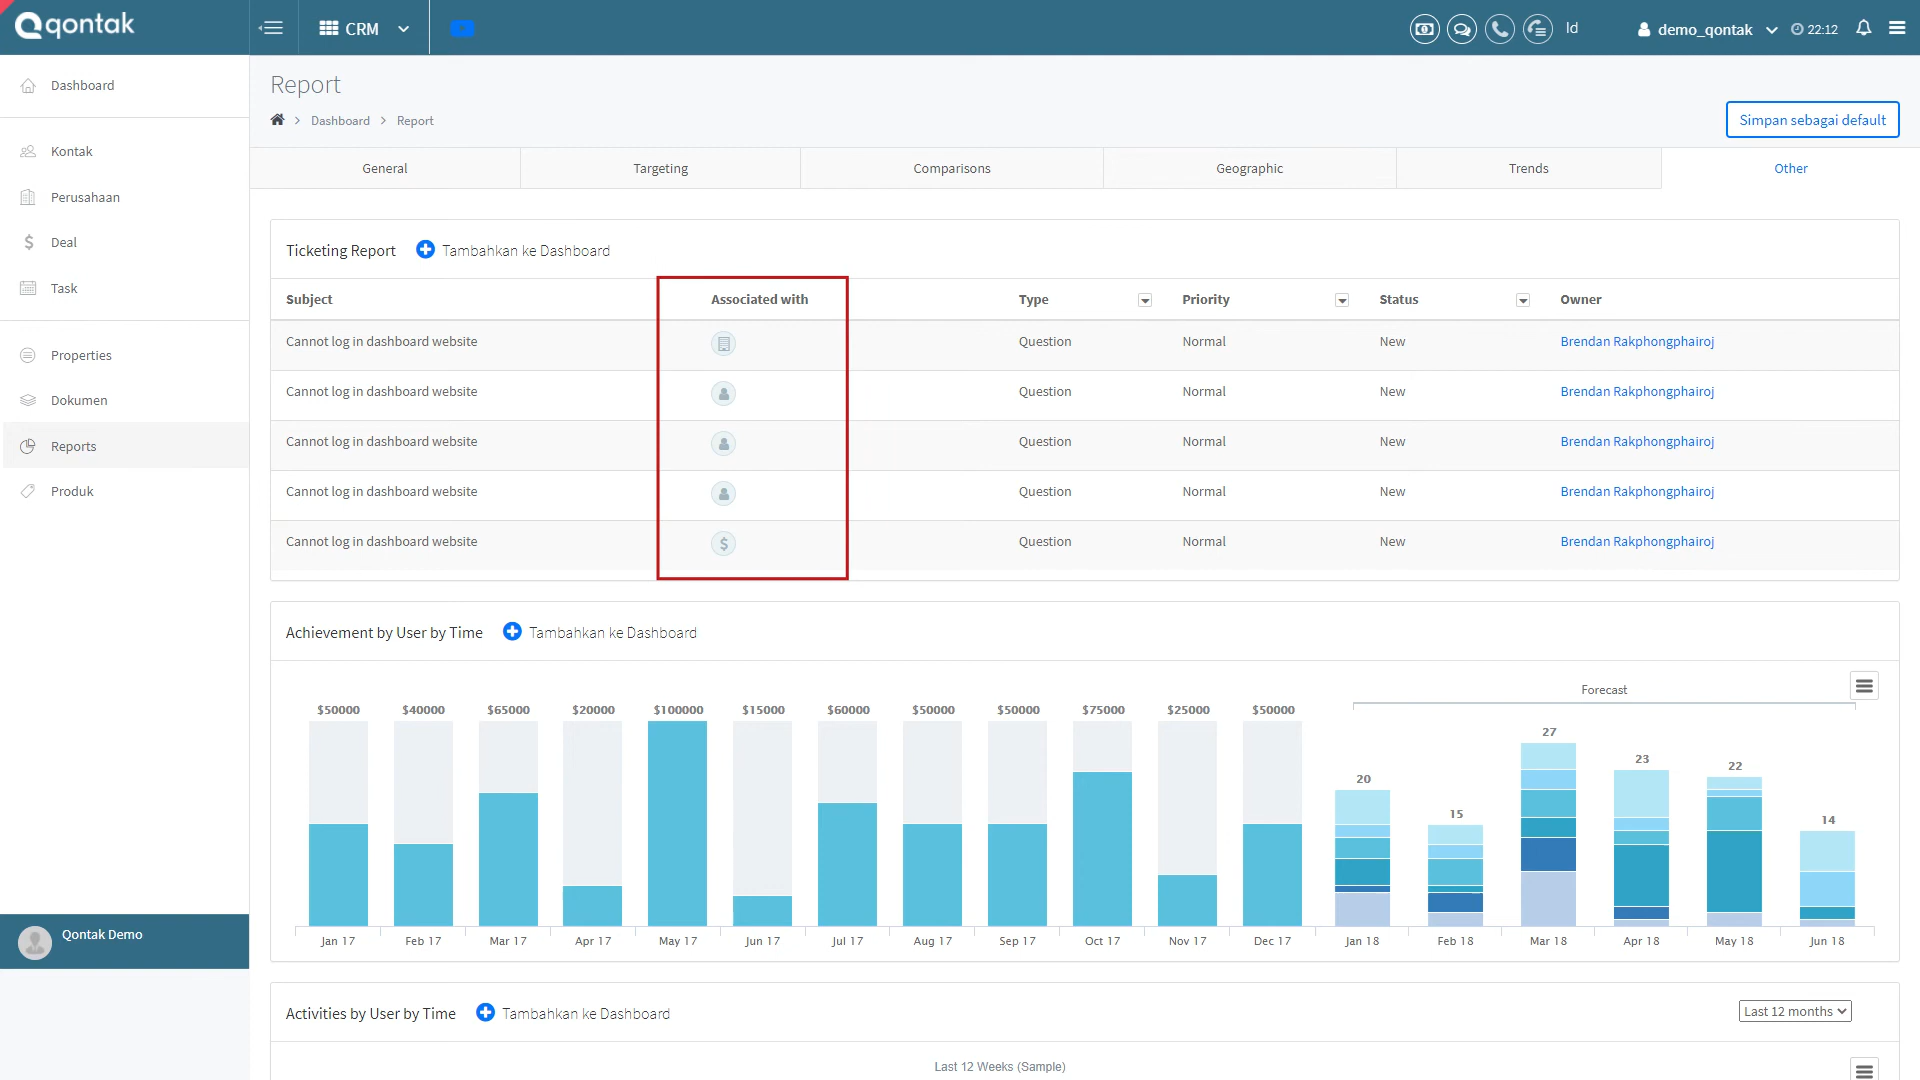 qontak
CRM
Id
demo_qontak
22:12
Dashboard
Kontak
Perusahaan
Deal
Task
Properties
Dokumen
Reports
Produk
Qontak Demo
Report
Dashboard > Report
Simpan sebagai default
General Targeting Comparisons Geographic Trends Other
Ticketing Report Tambahkan ke Dashboard
Subject Associated with Type Priority Status Owner
Cannot log in dashboard website Question Normal New Brendan Rakphongphairoj
Cannot log in dashboard website Question Normal New Brendan Rakphongphairoj
Cannot log in dashboard website Question Normal New Brendan Rakphongphairoj
Cannot log in dashboard website Question Normal New Brendan Rakphongphairoj
Cannot log in dashboard website $ Question Normal New Brendan Rakphongphairoj
Achievement by User by Time Tambahkan ke Dashboard
Forecast
$50000 $40000 $65000 $20000 $100000 $15000 $60000 $50000 $50000 $75000 $25000 $50000
20 15 27 23 22 14
Jan 17 Feb 17 Mar 17 Apr 17 May 17 Jun 17 Jul 17 Aug 17 Sep 17 Oct 17 Nov 17 Dec 17 Jan 18 Feb 18 Mar 18 Apr 18 May 18 Jun 18
Activities by User by Time Tambahkan ke Dashboard
Last 12 months
Last 12 Weeks (Sample)